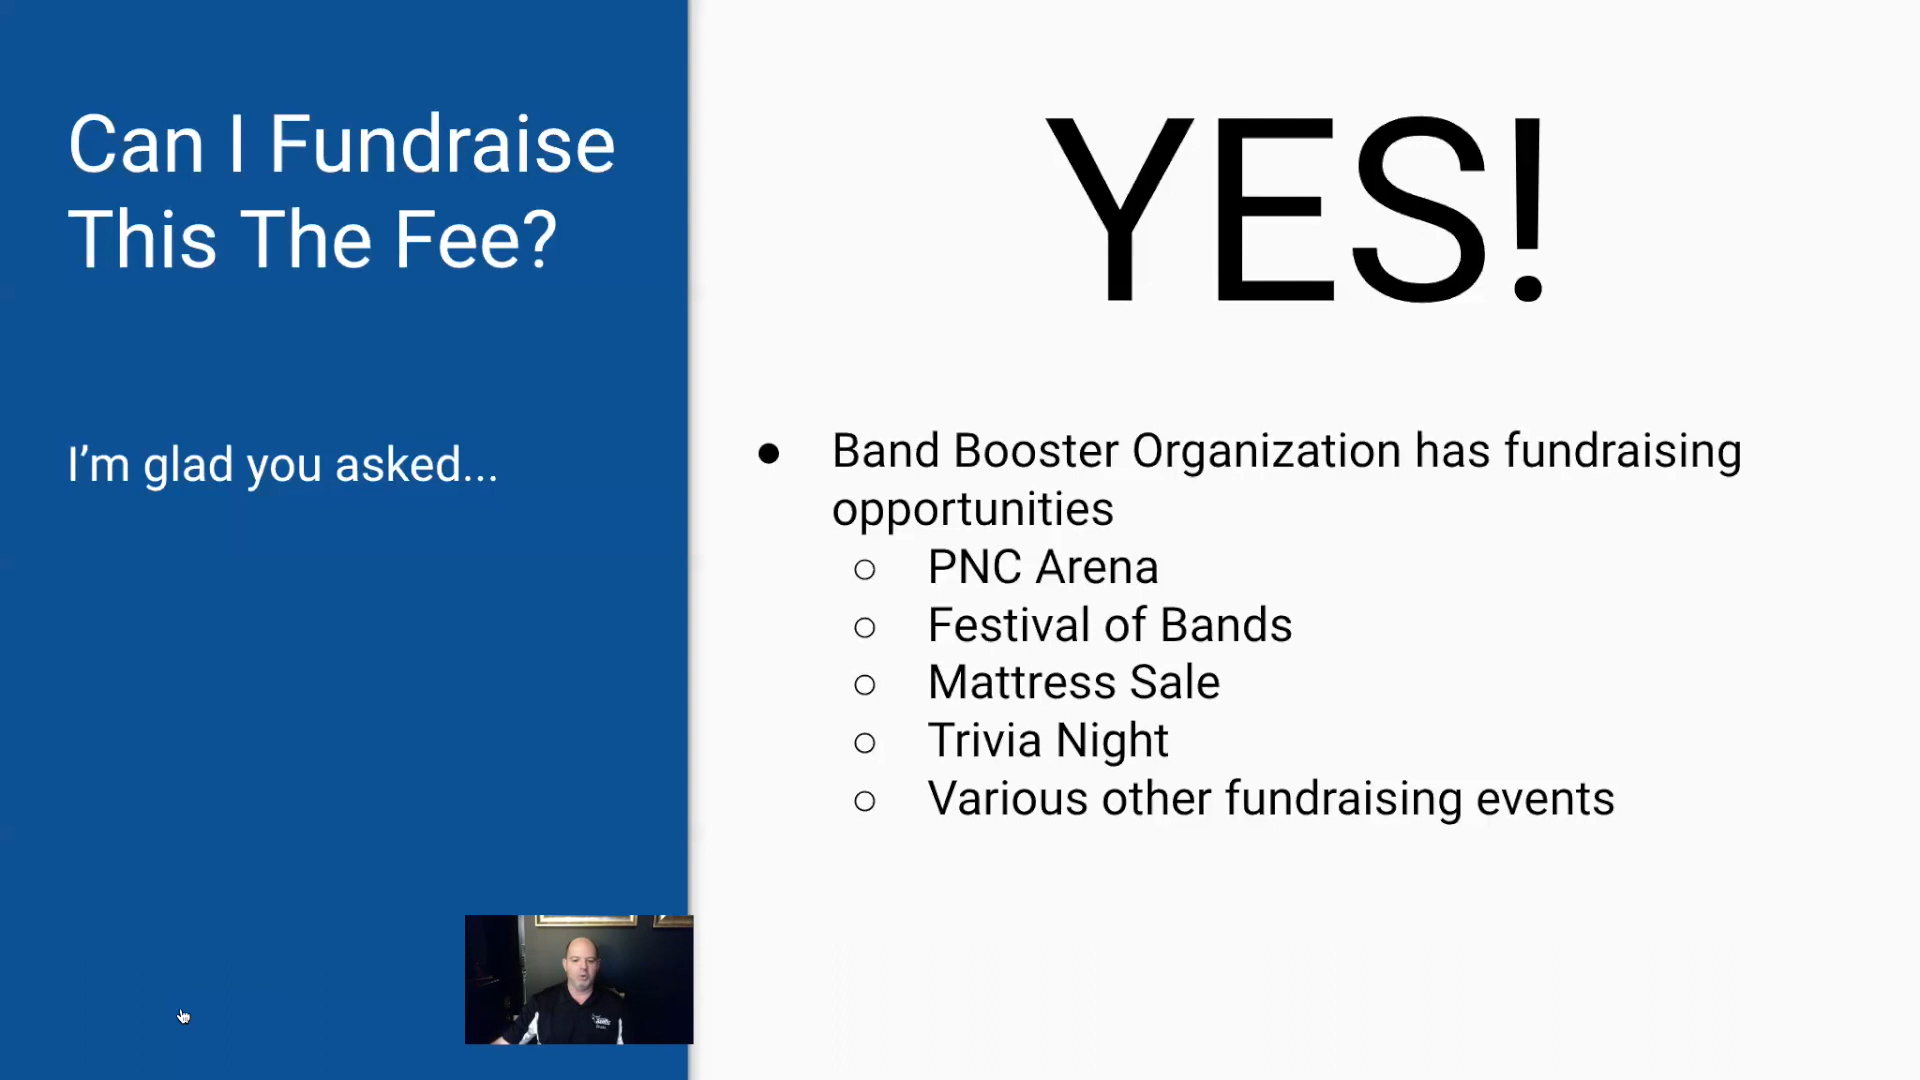 Can I Fundraise
This The Fee?
I’m glad you asked...
YES!
● Band Booster Organization has fundraising
opportunities
○ PNC Arena
○ Festival of Bands
○ Mattress Sale
○ Trivia Night
○ Various other fundraising events